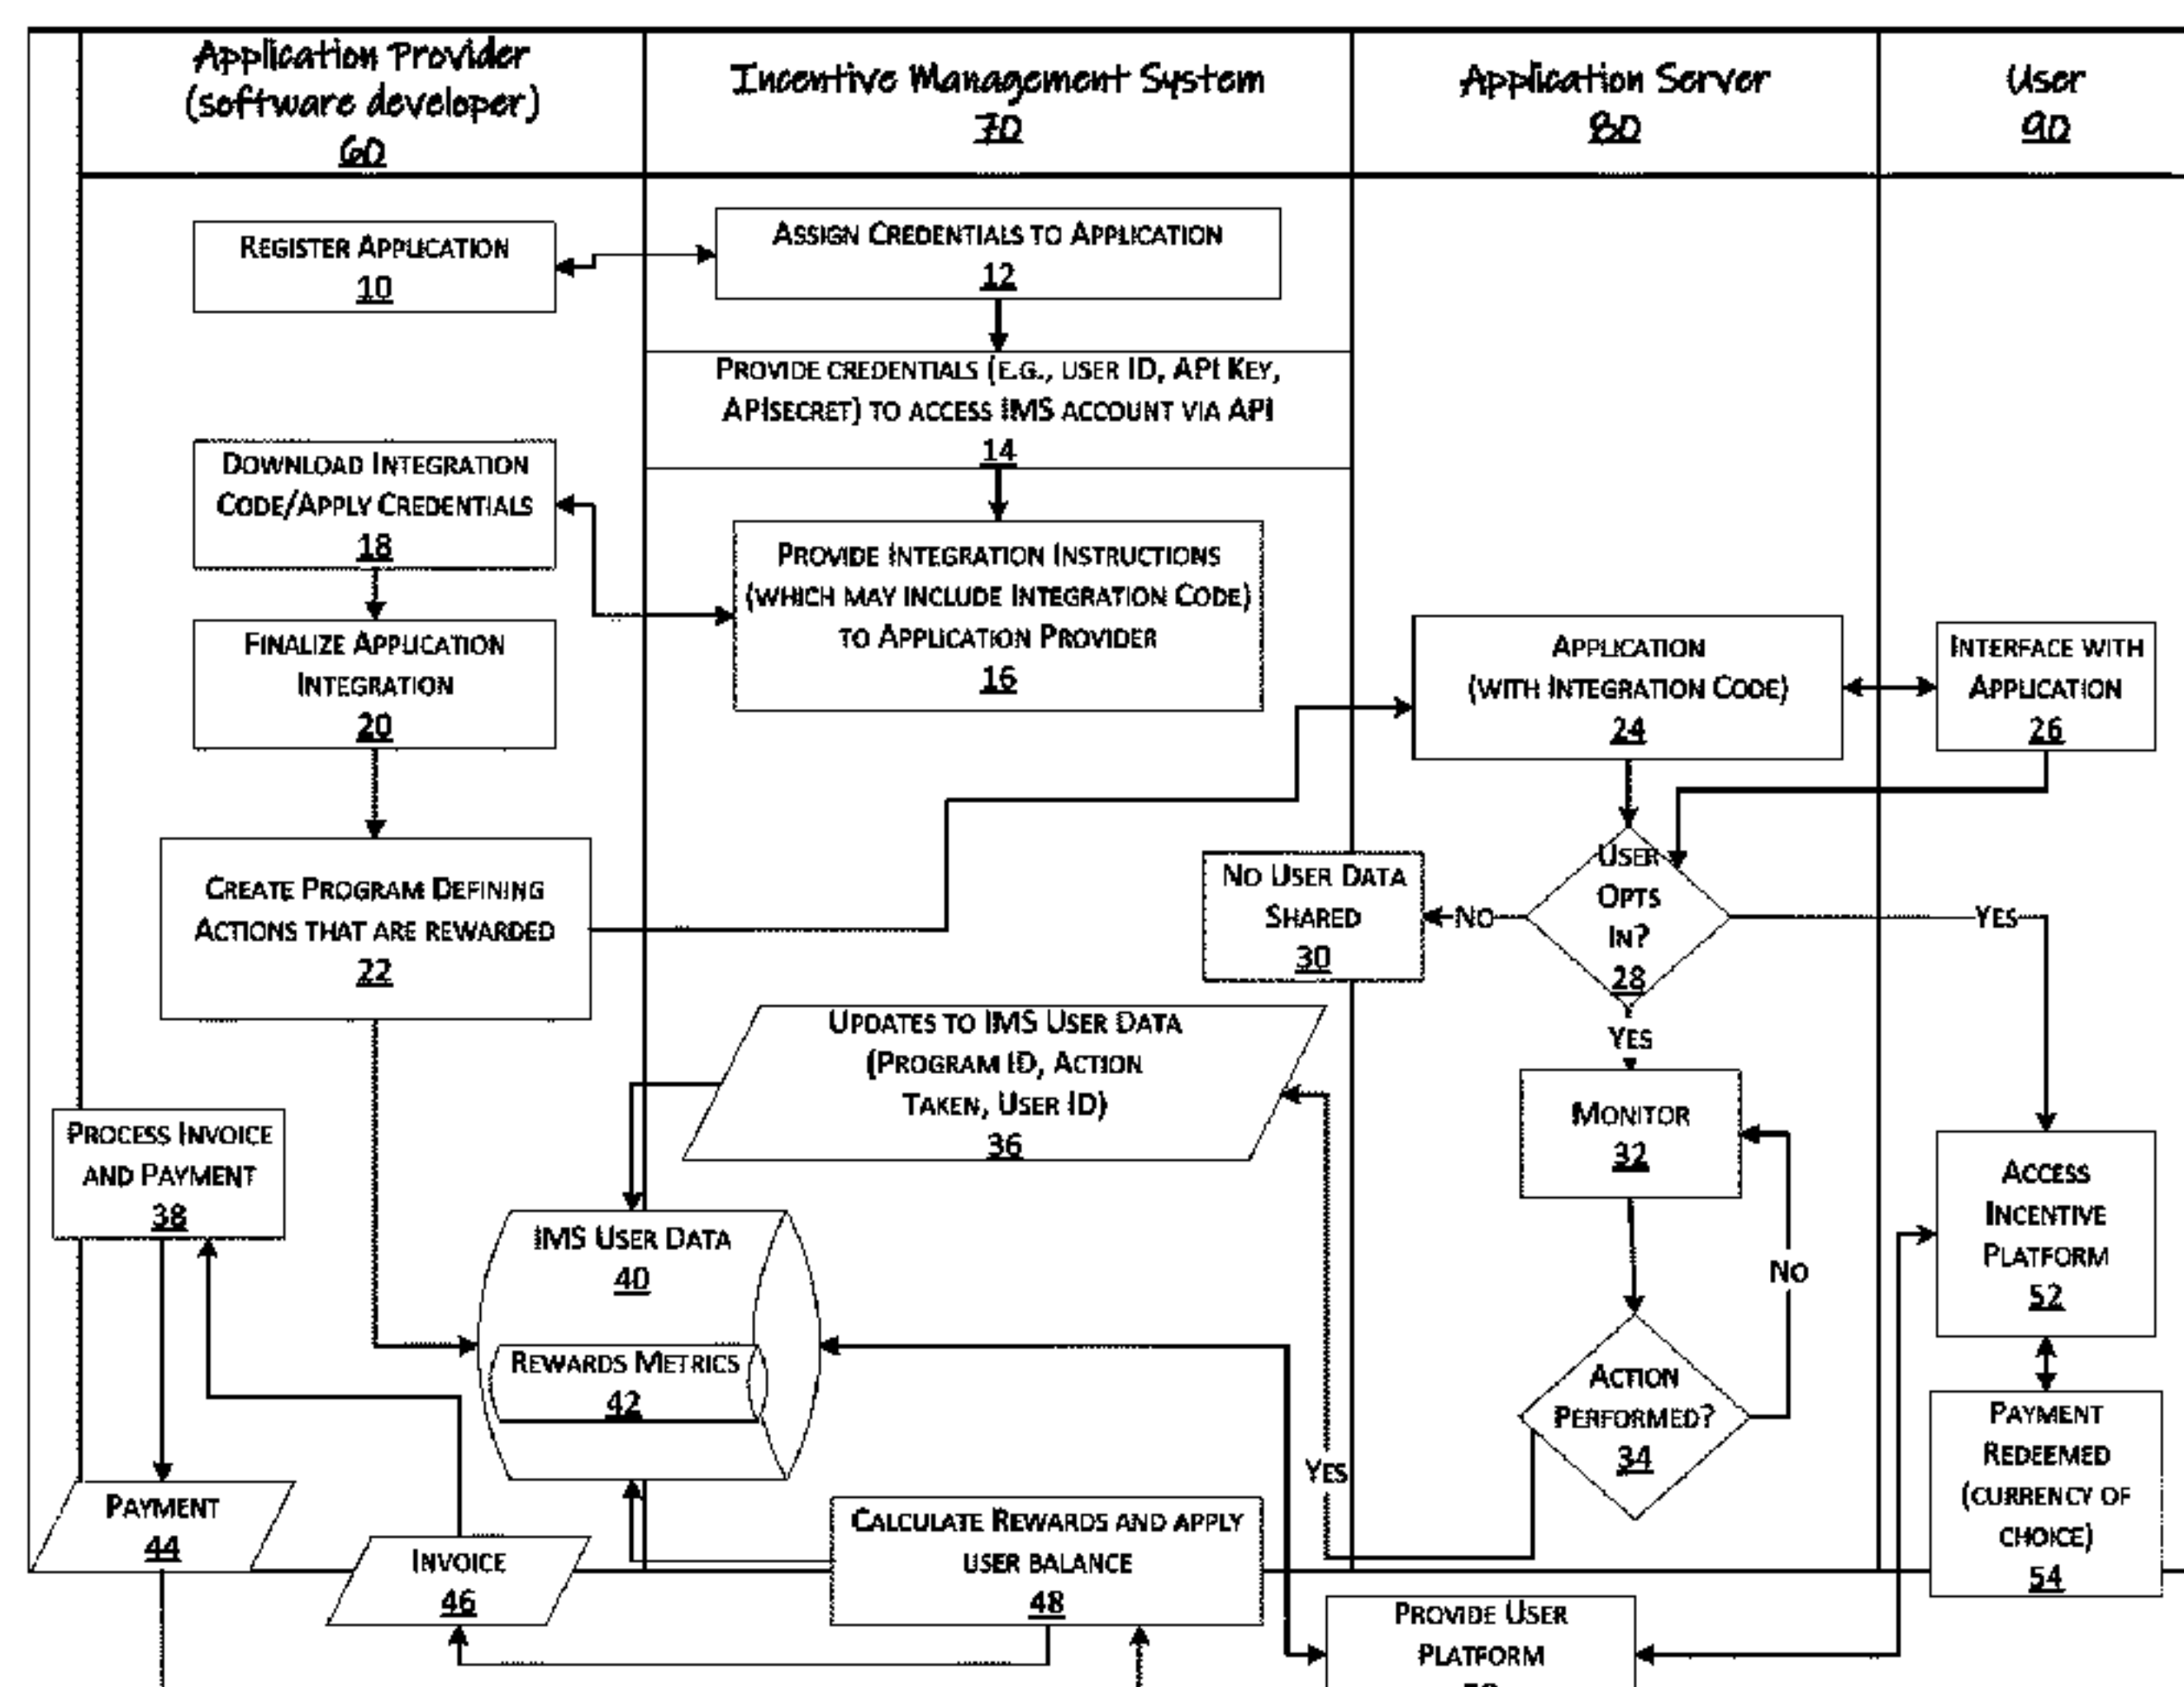 Application Provider
(software developer)
60
Incentive Management System
70
Application Server
80
User
90
REGISTER APPLICATION
10
ASSIGN CREDENTIALS TO APPLICATION
12
PROVIDE CREDENTIALS (E.G., USER ID, API KEY,
APISECRET) TO ACCESS IMS ACCOUNT VIA API
14
DOWNLOAD INTEGRATION
CODE/APPLY CREDENTIALS
18
PROVIDE INTEGRATION INSTRUCTIONS
(WHICH MAY INCLUDE INTEGRATION CODE)
TO APPLICATION PROVIDER
16
FINALIZE APPLICATION
INTEGRATION
20
APPLICATION
(WITH INTEGRATION CODE)
24
INTERFACE WITH
APPLICATION
26
CREATE PROGRAM DEFINING
ACTIONS THAT ARE REWARDED
22
NO USER DATA
SHARED
30
NO
USER
OPTS
IN?
28
YES
YES
UPDATES TO IMS USER DATA
(PROGRAM ID, ACTION
TAKEN, USER ID)
36
MONITOR
32
PROCESS INVOICE
AND PAYMENT
38
ACCESS
INCENTIVE
PLATFORM
52
IMS USER DATA
40
NO
REWARDS METRICS
42
ACTION
PERFORMED?
34
YES
PAYMENT
REDEEMED
(CURRENCY OF
CHOICE)
54
PAYMENT
44
INVOICE
46
CALCULATE REWARDS AND APPLY
USER BALANCE
48
PROVIDE USER
PLATFORM